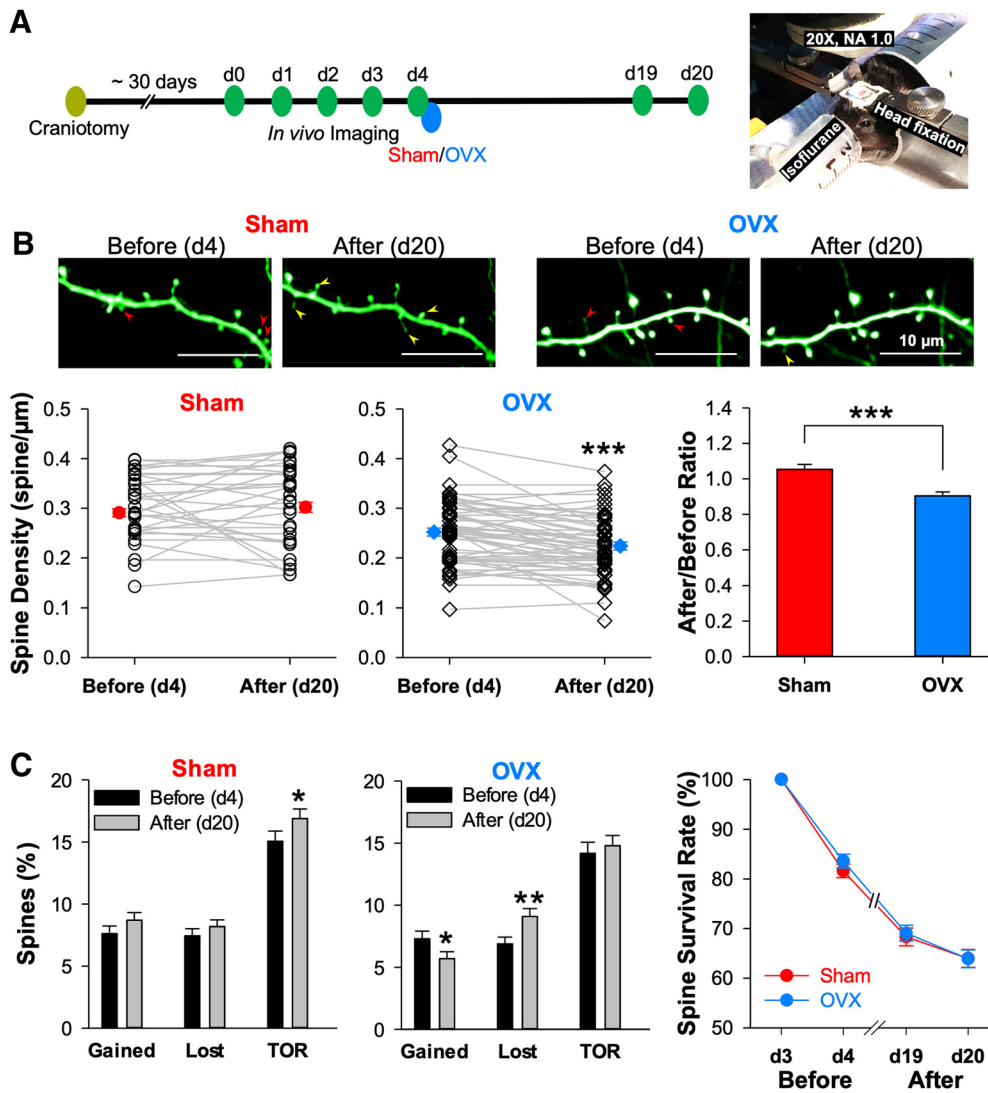 A
~ 30 days
d0 d1 d2 d3 d4 d19 d20
Craniotomy
In vivo Imaging
Sham/OVX
20X, NA 1.0
Head fixation
Isoflurane
B
Sham OVX
Before (d4) After (d20) Before (d4) After (d20)
10 µm
Sham
Spine Density (spine/µm)
0.5
0.4
0.3
0.2
0.1
0.0
Before (d4) After (d20)
OVX
***
0.5
0.4
0.3
0.2
0.1
0.0
Before (d4) After (d20)
After/Before Ratio
1.4
1.2
1.0
0.8
0.6
0.4
0.2
0.0
***
Sham OVX
C
Sham
Spines (%)
20
15
10
5
0
Before (d4)
After (d20)
*
Gained Lost TOR
OVX
20
15
10
5
0
Before (d4)
After (d20)
*
**
Gained Lost TOR
Spine Survival Rate (%)
100
90
80
70
60
50
Sham
OVX
d3 d4 d19 d20
Before After